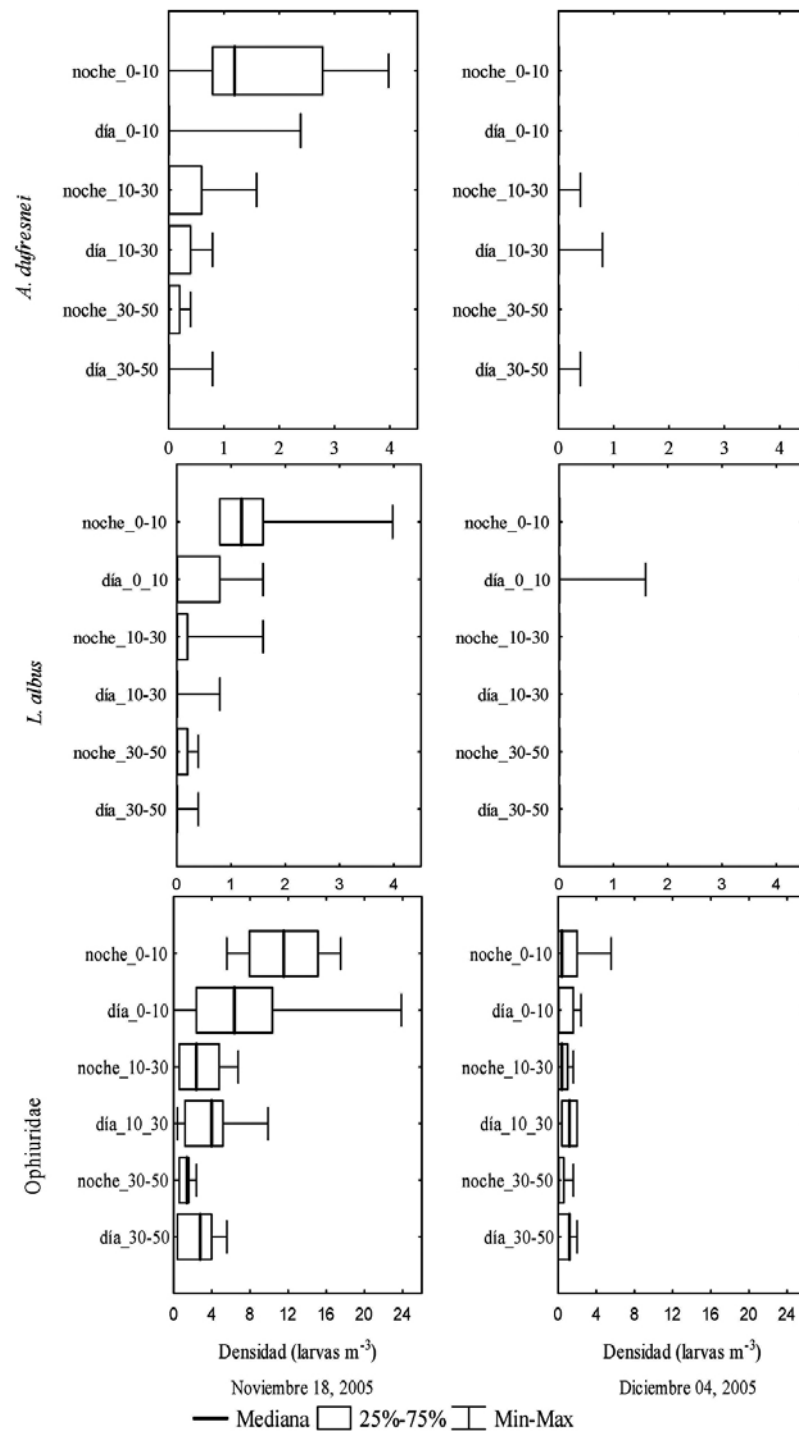 A. dufresnei
noche_0-10
día_0-10
noche_10-30
día_10-30
noche_30-50
día_30-50
0 1 2 3 4
noche_0-10
día_0-10
noche_10-30
día_10-30
noche_30-50
día_30-50
0 1 2 3 4
L. albus
noche_0-10
día_0_10
noche_10-30
día_10-30
noche_30-50
día_30-50
0 1 2 3 4
noche_0-10
día_0_10
noche_10-30
día_10-30
noche_30-50
día_30-50
0 1 2 3 4
Ophiuridae
noche_0-10
día_0-10
noche_10-30
día_10_30
noche_30-50
día_30-50
0 4 8 12 16 20 24
Densidad (larvas m⁻³)
Noviembre 18, 2005
noche_0-10
día_0-10
noche_10-30
día_10_30
noche_30-50
día_30-50
0 4 8 12 16 20 24
Densidad (larvas m⁻³)
Diciembre 04, 2005
Mediana 25%-75% Min-Max